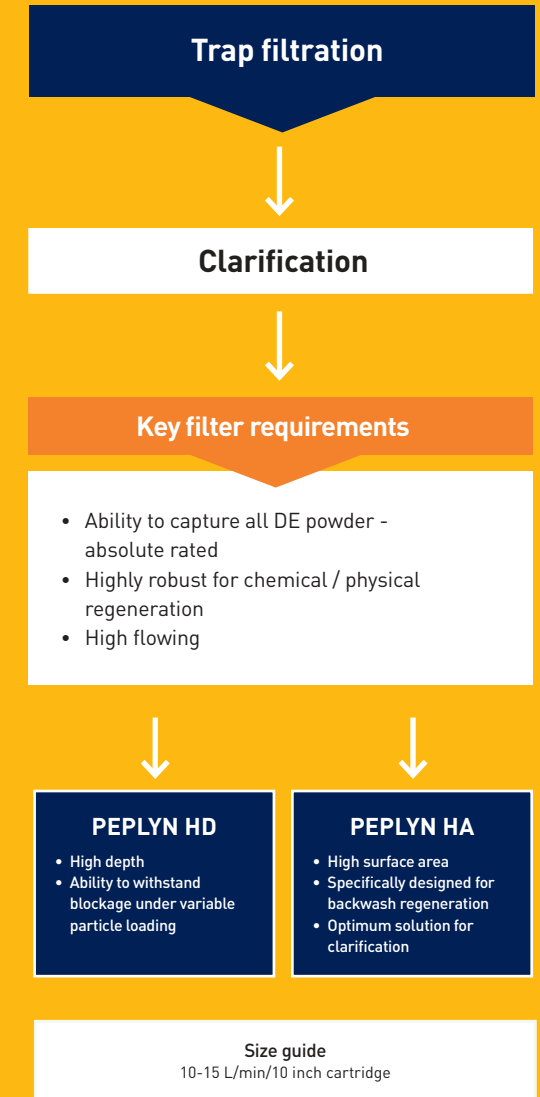 Trap filtration
Clarification
Key filter requirements
• Ability to capture all DE powder -
absolute rated
• Highly robust for chemical / physical
regeneration
• High flowing
PEPLYN HD
• High depth
• Ability to withstand
blockage under variable
particle loading
PEPLYN HA
• High surface area
• Specifically designed for
backwash regeneration
• Optimum solution for
clarification
Size guide
10-15 L/min/10 inch cartridge